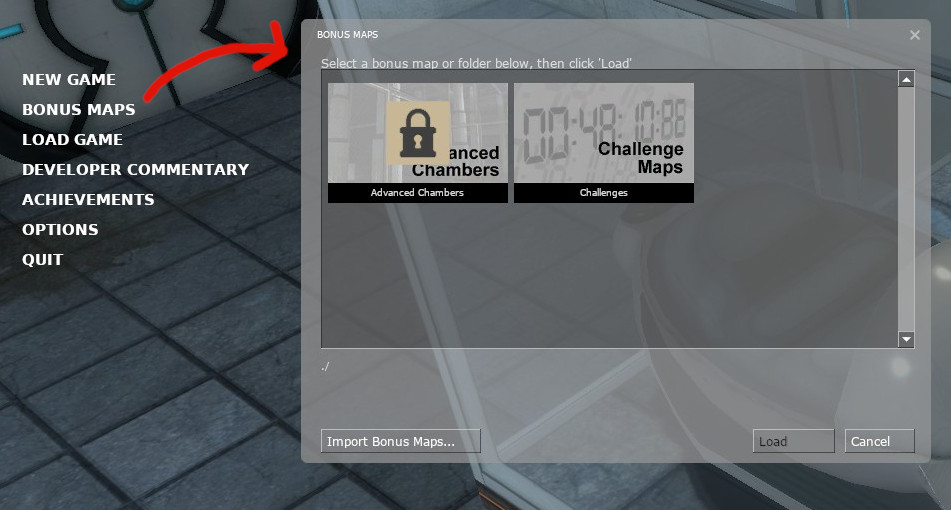 NEW GAME
BONUS MAPS
LOAD GAME
DEVELOPER COMMENTARY
ACHIEVEMENTS
OPTIONS
QUIT
BONUS MAPS
Select a bonus map or folder below, then click 'Load'
anced
Chambers
Advanced Chambers
00:48:10:88
Challenge
Maps
Challenges
./
Import Bonus Maps...
Load
Cancel